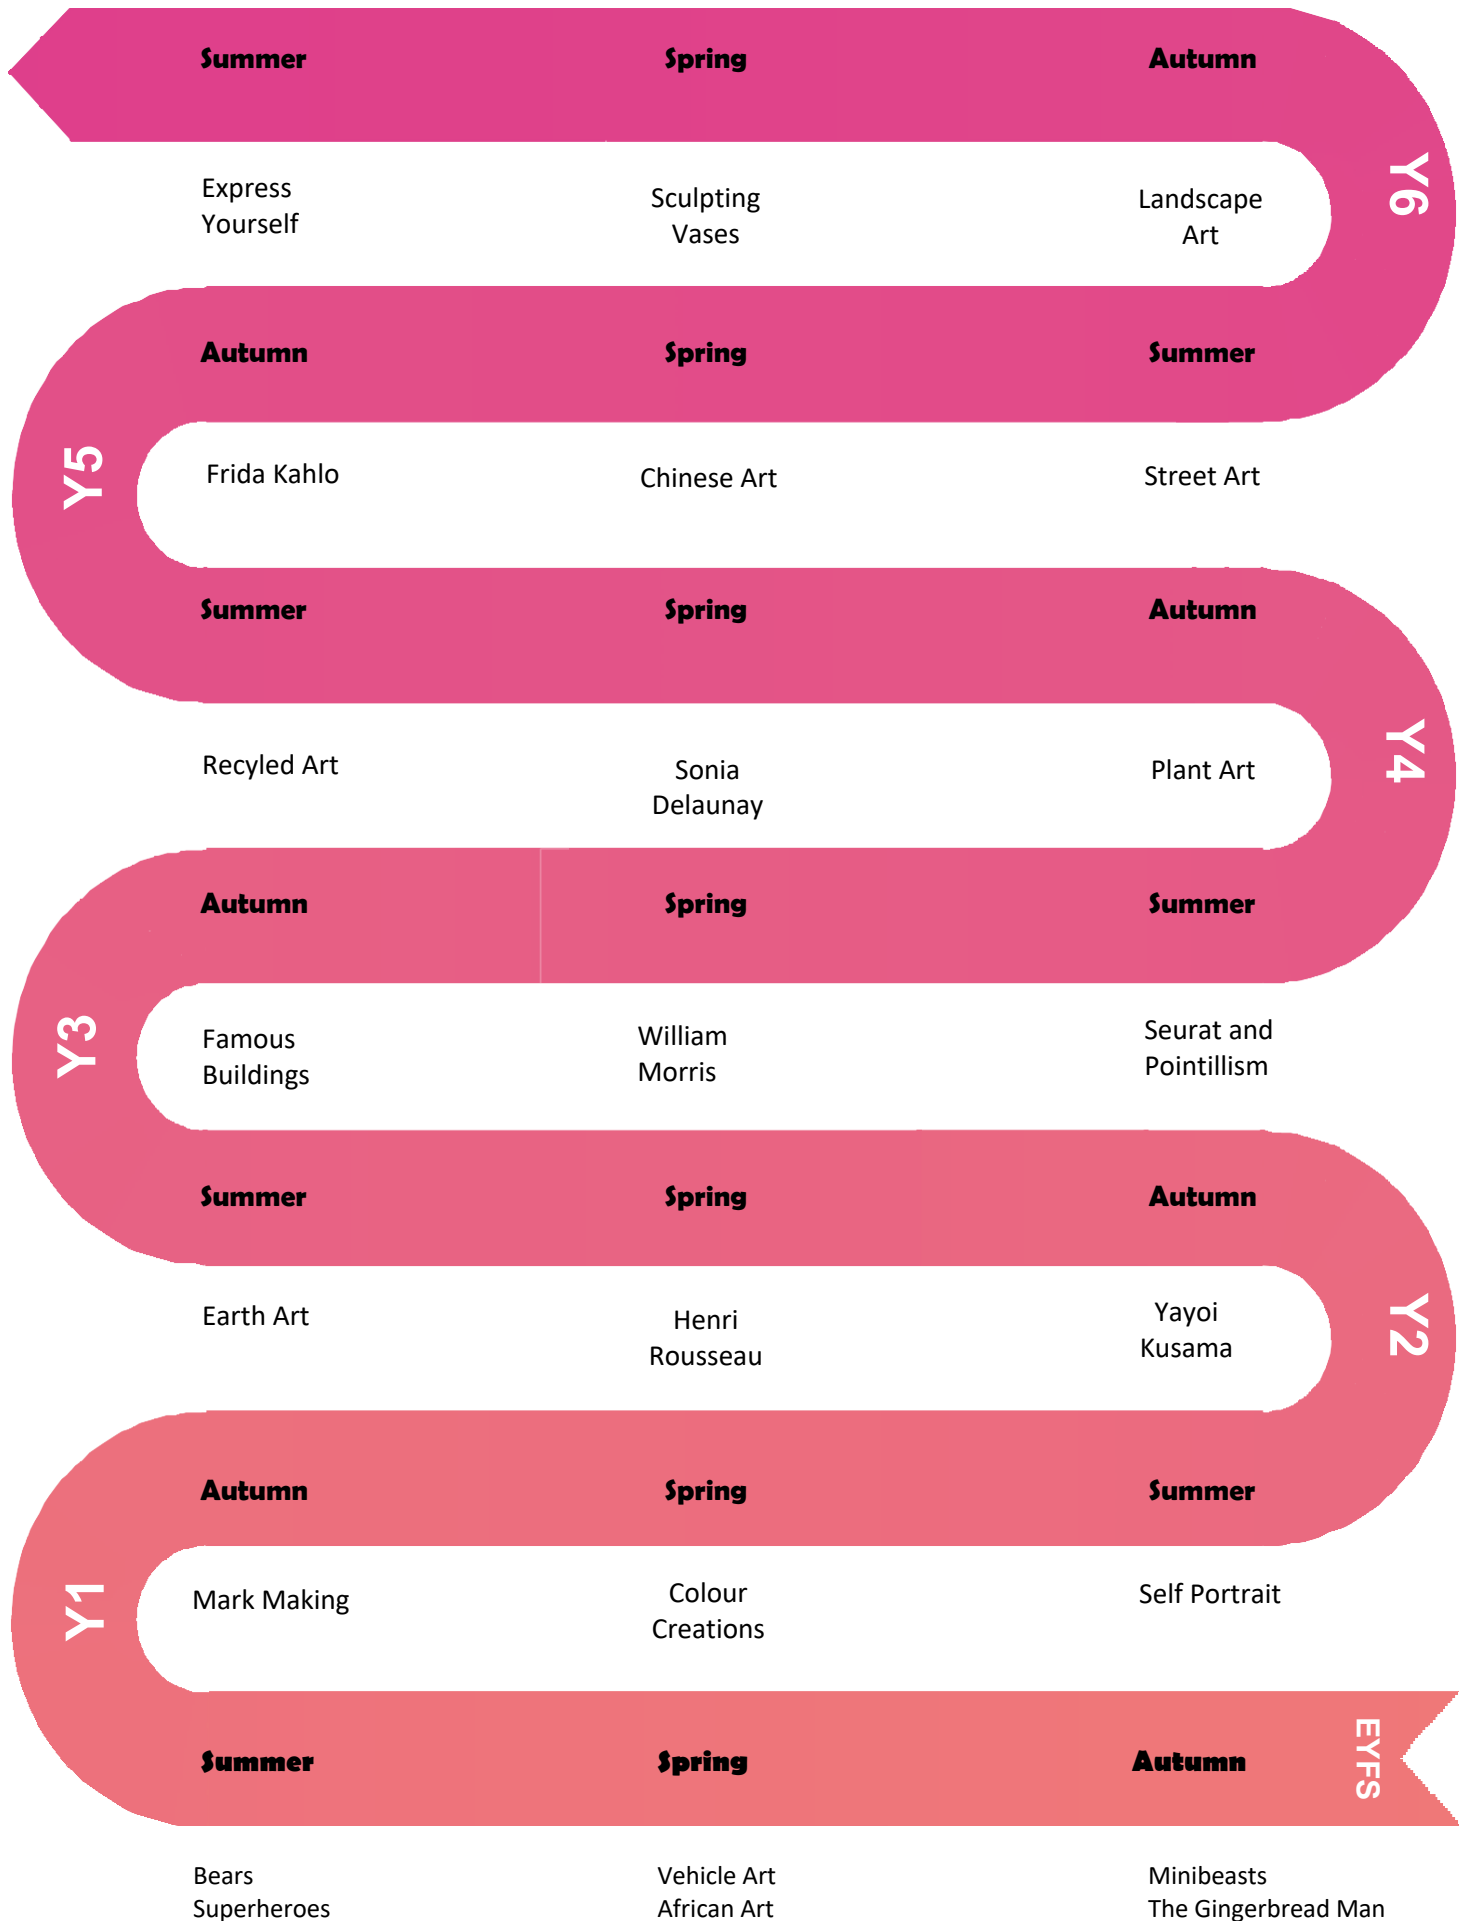 Summer Spring Autumn
Y6
Express
Yourself
Sculpting
Vases
Landscape
Art
Autumn Spring Summer
Y5
Frida Kahlo
Chinese Art
Street Art
Summer Spring Autumn
Y4
Recyled Art
Sonia
Delaunay
Plant Art
Autumn Spring Summer
Y3
Famous
Buildings
William
Morris
Seurat and
Pointillism
Summer Spring Autumn
Y2
Earth Art
Henri
Rousseau
Yayoi
Kusama
Autumn Spring Summer
Y1
Mark Making
Colour
Creations
Self Portrait
Summer Spring Autumn
EYFS
Bears
Superheroes
Vehicle Art
African Art
Minibeasts
The Gingerbread Man